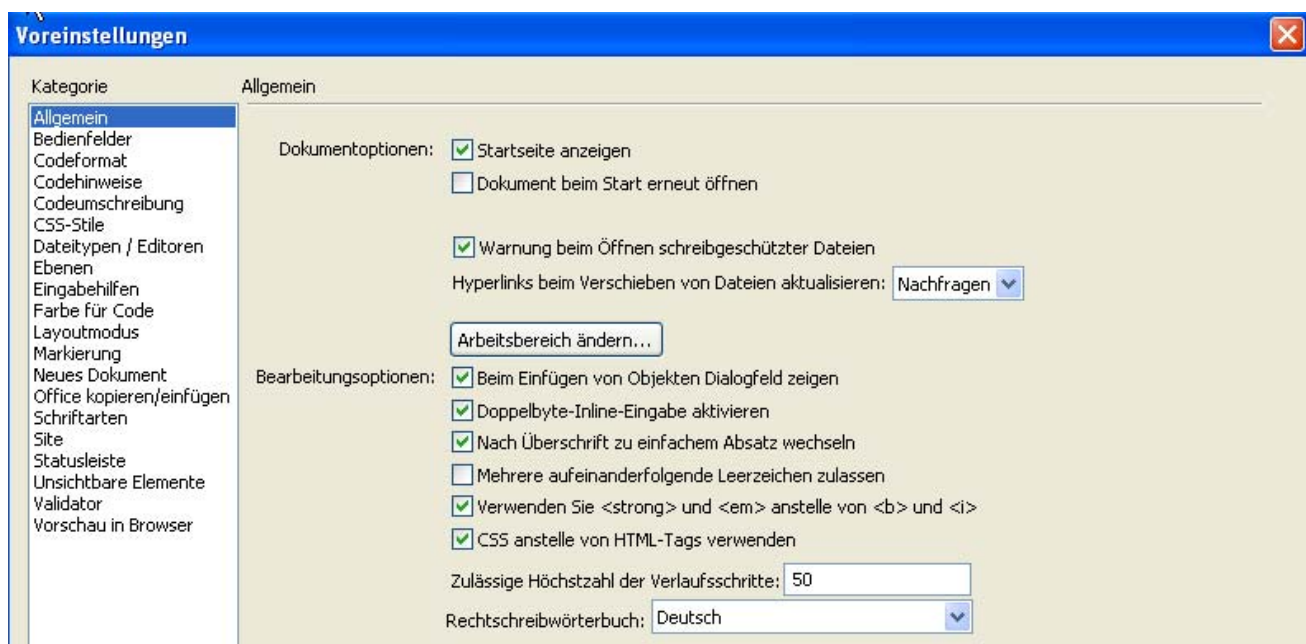 Voreinstellungen
Kategorie
Allgemein
Allgemein
Bedienfelder
Codeformat
Codehinweise
Codeumschreibung
CSS-Stile
Dateitypen / Editoren
Ebenen
Eingabehilfen
Farbe für Code
Layoutmodus
Markierung
Neues Dokument
Office kopieren/einfügen
Schriftarten
Site
Statusleiste
Unsichtbare Elemente
Validator
Vorschau in Browser
Dokumentoptionen: Startseite anzeigen
Dokument beim Start erneut öffnen
Warnung beim Öffnen schreibgeschützter Dateien
Hyperlinks beim Verschieben von Dateien aktualisieren: Nachfragen
Arbeitsbereich ändern...
Bearbeitungsoptionen: Beim Einfügen von Objekten Dialogfeld zeigen
Doppelbyte-Inline-Eingabe aktivieren
Nach Überschrift zu einfachem Absatz wechseln
Mehrere aufeinanderfolgende Leerzeichen zulassen
Verwenden Sie <strong> und <em> anstelle von <b> und <i>
CSS anstelle von HTML-Tags verwenden
Zulässige Höchstzahl der Verlaufsschritte: 50
Rechtschreibwörterbuch: Deutsch